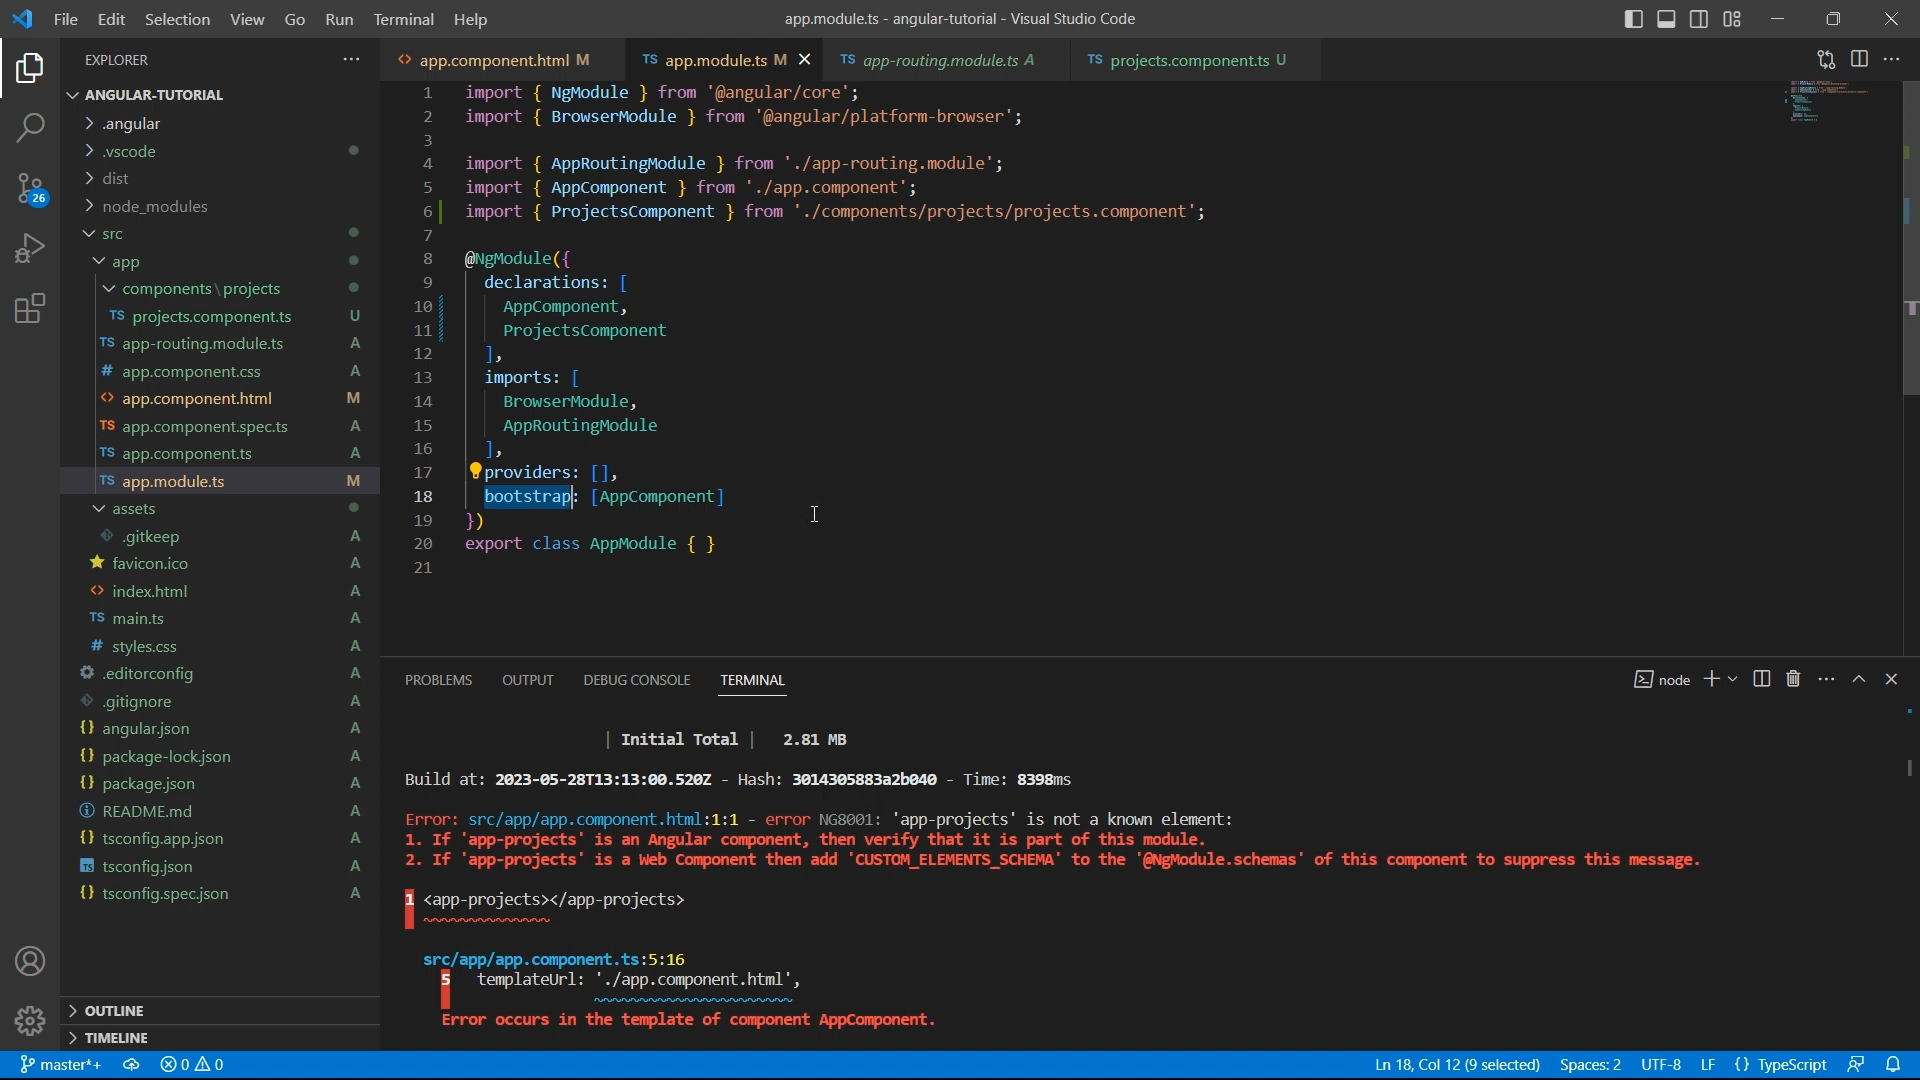 File Edit Selection View Go Run Terminal Help
app.module.ts - angular-tutorial - Visual Studio Code
EXPLORER
ANGULAR-TUTORIAL
.angular
.vscode
dist
node_modules
src
app
components\projects
TS projects.component.ts U
TS app-routing.module.ts A
# app.component.css A
<> app.component.html M
TS app.component.spec.ts A
TS app.component.ts A
TS app.module.ts M
assets
.gitkeep A
favicon.ico A
<> index.html A
TS main.ts A
# styles.css A
.editorconfig A
.gitignore A
{} angular.json A
{} package-lock.json A
{} package.json A
README.md A
{} tsconfig.app.json A
TS tsconfig.json A
{} tsconfig.spec.json A
OUTLINE
TIMELINE
26
<> app.component.html M
TS app.module.ts M
TS app-routing.module.ts A
TS projects.component.ts U
1 import { NgModule } from '@angular/core';
2 import { BrowserModule } from '@angular/platform-browser';
3
4 import { AppRoutingModule } from './app-routing.module';
5 import { AppComponent } from './app.component';
6 import { ProjectsComponent } from './components/projects/projects.component';
7
8 @NgModule({
9 declarations: [
10 AppComponent,
11 ProjectsComponent
12 ],
13 imports: [
14 BrowserModule,
15 AppRoutingModule
16 ],
17 providers: [],
18 bootstrap: [AppComponent]
19 })
20 export class AppModule { }
21
PROBLEMS OUTPUT DEBUG CONSOLE TERMINAL
node
| Initial Total | 2.81 MB
Build at: 2023-05-28T13:13:00.520Z - Hash: 3014305883a2b040 - Time: 8398ms
Error: src/app/app.component.html:1:1 - error NG8001: 'app-projects' is not a known element:
1. If 'app-projects' is an Angular component, then verify that it is part of this module.
2. If 'app-projects' is a Web Component then add 'CUSTOM_ELEMENTS_SCHEMA' to the '@NgModule.schemas' of this component to suppress this message.
1 <app-projects></app-projects>
src/app/app.component.ts:5:16
5 templateUrl: './app.component.html',
Error occurs in the template of component AppComponent.
master*+ 0 0
Ln 18, Col 12 (9 selected) Spaces: 2 UTF-8 LF {} TypeScript